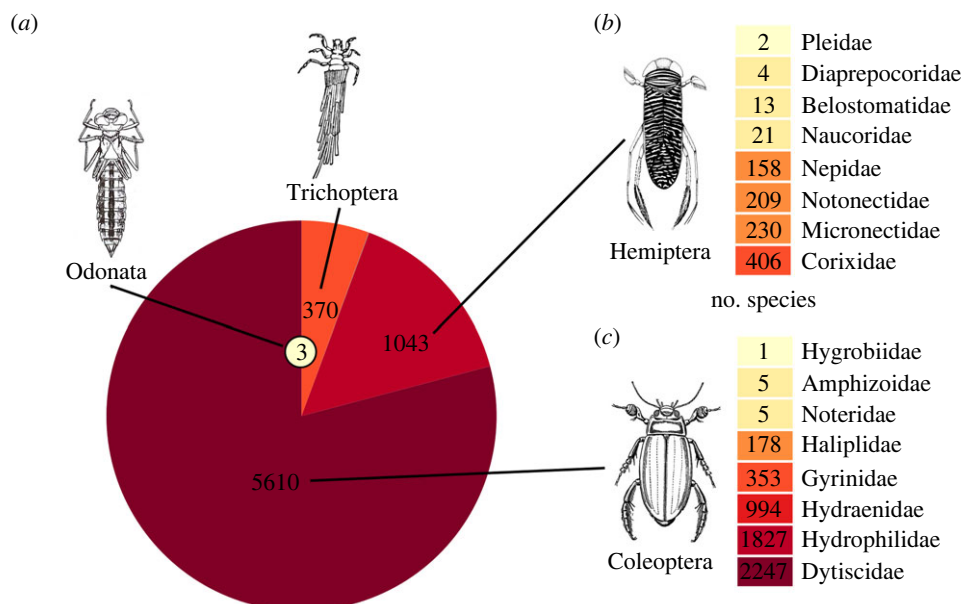 (a)
Trichoptera
Odonata
370
3
1043
5610
(b)
Hemiptera
2 Pleidae
4 Diaprepocoridae
13 Belostomatidae
21 Naucoridae
158 Nepidae
209 Notonectidae
230 Micronectidae
406 Corixidae
no. species
(c)
Coleoptera
1 Hygrobiidae
5 Amphizoidae
5 Noteridae
178 Haliplidae
353 Gyrinidae
994 Hydraenidae
1827 Hydrophilidae
2247 Dytiscidae